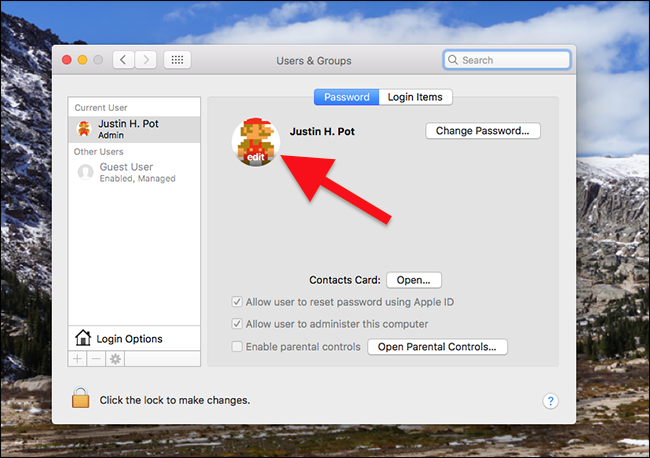 Users & Groups
Search
Password
Login Items
Current User
Justin H. Pot
Admin
Other Users
Guest User
Enabled, Managed
Login Options
edit
Justin H. Pot
Change Password...
Contacts Card:
Open...
Allow user to reset password using Apple ID
Allow user to administer this computer
Enable parental controls
Open Parental Controls...
Click the lock to make changes.
?